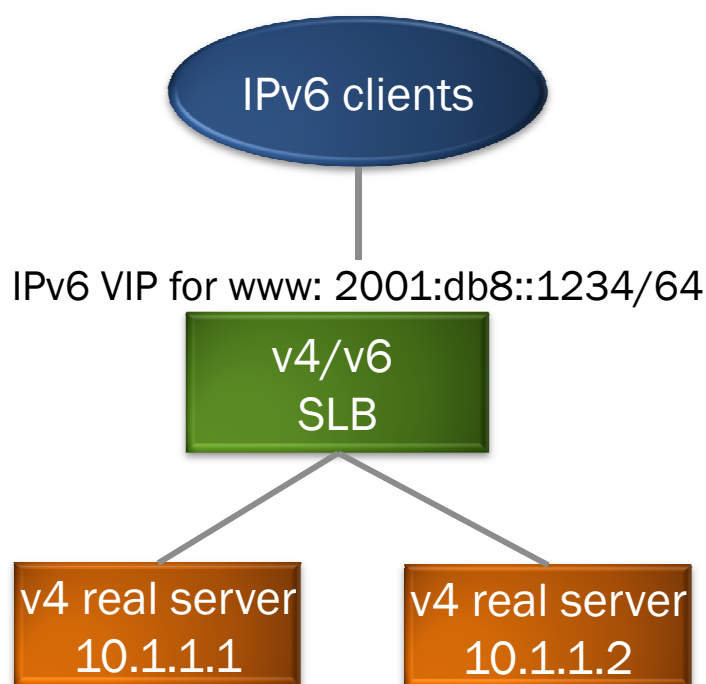 IPv6 clients
IPv6 VIP for www: 2001:db8::1234/64
v4/v6
SLB
v4 real server
10.1.1.1
v4 real server
10.1.1.2